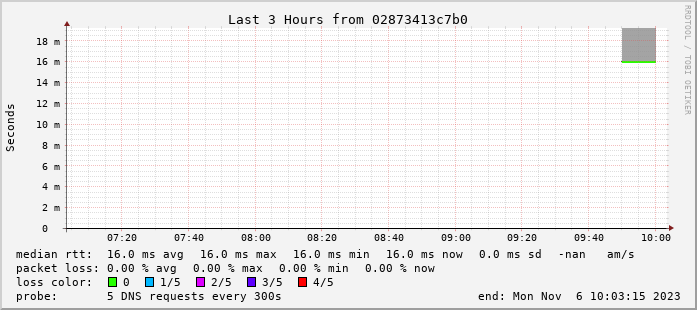 Last 3 Hours from 02873413c7b0
RRDTOOL / TOBI OETIKER
Seconds
18 m
16 m
14 m
12 m
10 m
8 m
6 m
4 m
2 m
0
07:20 07:40 08:00 08:20 08:40 09:00 09:20 09:40 10:00
median rtt: 16.0 ms avg 16.0 ms max 16.0 ms min 16.0 ms now 0.0 ms sd -nan am/s
packet loss: 0.00 % avg 0.00 % max 0.00 % min 0.00 % now
loss color: 0 1/5 2/5 3/5 4/5
probe: 5 DNS requests every 300s end: Mon Nov 6 10:03:15 2023